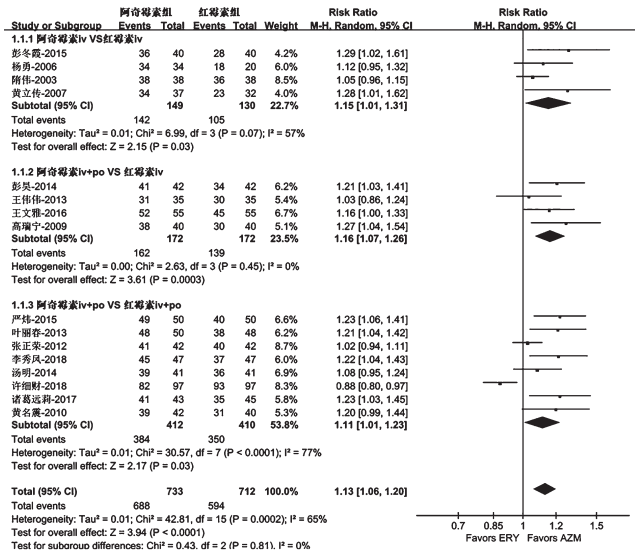 阿奇霉素组 红霉素组 Risk Ratio Risk Ratio
Study or Subgroup Events Total Events Total Weight M-H. Random. 95% CI M-H. Random. 95% CI
1.1.1 阿奇霉素iv VS红霉素iv
彭冬霞-2015 36 40 28 40 4.2% 1.29 [1.02, 1.61]
杨勇-2006 34 34 18 20 6.0% 1.12 [0.95, 1.32]
隋伟-2003 38 38 36 38 8.3% 1.05 [0.96, 1.15]
黄立传-2007 34 37 23 32 4.1% 1.28 [1.01, 1.62]
Subtotal (95% CI) 149 130 22.7% 1.15 [1.01, 1.31]
Total events 142 105
Heterogeneity: Tau² = 0.01; Chi² = 6.99, df = 3 (P = 0.07); I² = 57%
Test for overall effect: Z = 2.15 (P = 0.03)
1.1.2 阿奇霉素iv+po VS 红霉素iv
彭昊-2014 41 42 34 42 6.2% 1.21 [1.03, 1.41]
王伟伟-2013 31 35 30 35 5.5% 1.03 [0.86, 1.24]
王文雅-2016 52 55 45 55 6.7% 1.16 [1.00, 1.33]
高瑞宁-2009 38 40 30 40 5.1% 1.27 [1.04, 1.54]
Subtotal (95% CI) 172 172 23.5% 1.16 [1.07, 1.26]
Total events 162 139
Heterogeneity: Tau² = 0.00; Chi² = 2.63, df = 3 (P = 0.45); I² = 0%
Test for overall effect: Z = 3.61 (P = 0.0003)
1.1.3 阿奇霉素iv+po VS 红霉素iv+po
严炜-2015 49 50 40 50 6.6% 1.23 [1.06, 1.41]
叶丽春-2013 48 50 38 48 6.1% 1.21 [1.04, 1.42]
张正荣-2012 41 42 40 42 8.5% 1.02 [0.94, 1.11]
李秀凤-2018 45 47 37 47 6.1% 1.22 [1.04, 1.43]
汤明-2014 39 41 36 41 6.8% 1.08 [0.95, 1.24]
许细财-2018 82 97 93 97 8.2% 0.88 [0.80, 0.97]
诸葛远莉-2017 41 43 35 45 5.9% 1.23 [1.03, 1.45]
黄名震-2010 39 42 31 40 5.5% 1.20 [0.99, 1.44]
Subtotal (95% CI) 412 410 53.8% 1.11 [1.01, 1.23]
Total events 384 350
Heterogeneity: Tau² = 0.01; Chi² = 30.57, df = 7 (P < 0.0001); I² = 77%
Test for overall effect: Z = 2.17 (P = 0.03)
Total (95% CI) 733 712 100.0% 1.13 [1.06, 1.20]
Total events 688 594
Heterogeneity: Tau² = 0.01; Chi² = 42.81, df = 15 (P = 0.0002); I² = 65%
Test for overall effect: Z = 3.94 (P < 0.0001)
Test for subgroup differences: Chi² = 0.43, df = 2 (P = 0.81), I² = 0%
0.7 0.85 1 1.2 1.5
Favors ERY Favors AZM